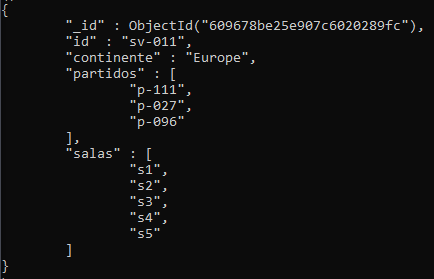 {
"_id" : ObjectId("609678be25e907c6020289fc"),
"id" : "sv-011",
"continente" : "Europe",
"partidos" : [
"p-111",
"p-027",
"p-096"
],
"salas" : [
"s1",
"s2",
"s3",
"s4",
"s5"
]
}